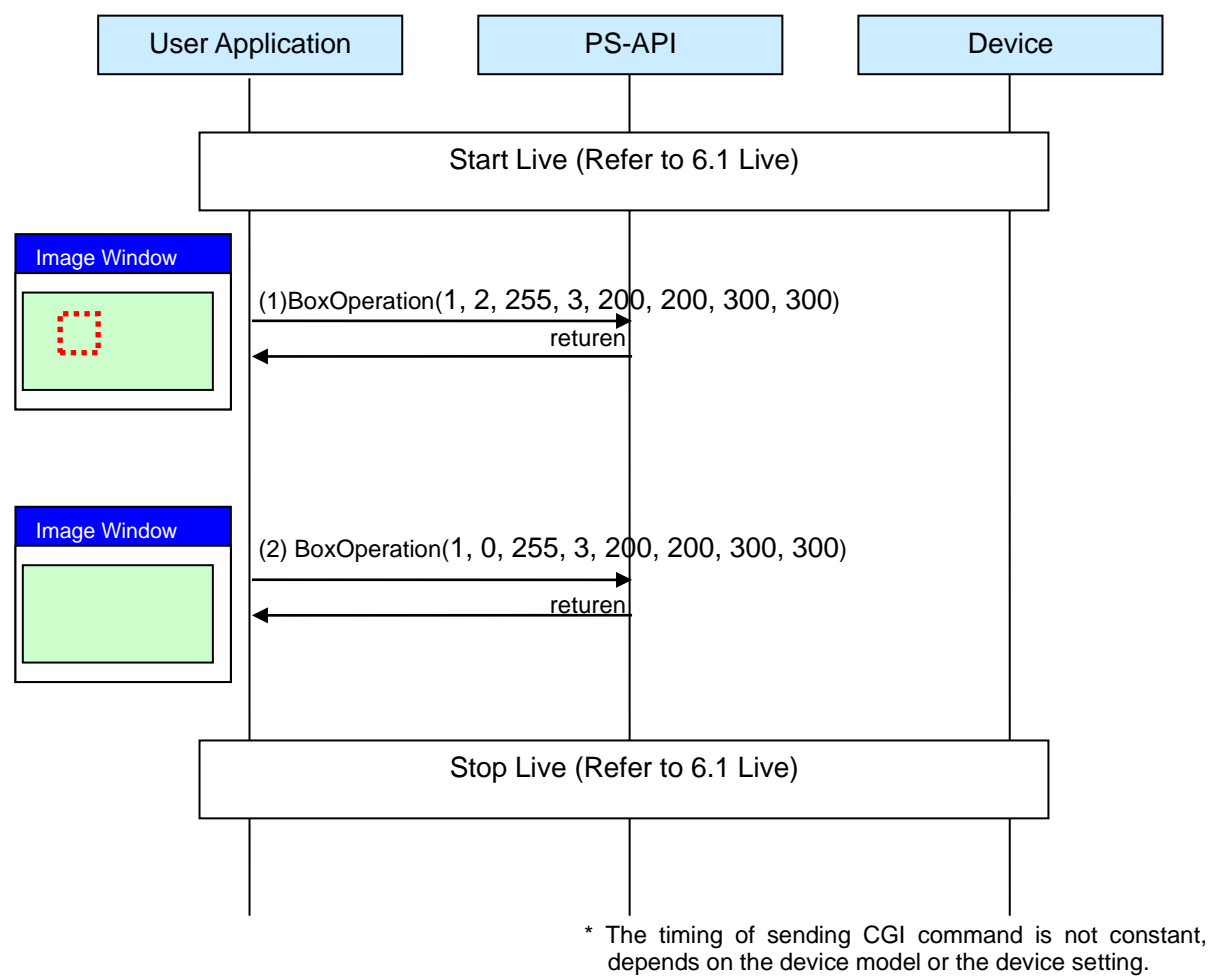 User Application
PS-API
Device
Start Live (Refer to 6.1 Live)
Image Window
(1)BoxOperation(1, 2, 255, 3, 200, 200, 300, 300)
returen
Image Window
(2) BoxOperation(1, 0, 255, 3, 200, 200, 300, 300)
returen
Stop Live (Refer to 6.1 Live)
* The timing of sending CGI command is not constant,
depends on the device model or the device setting.